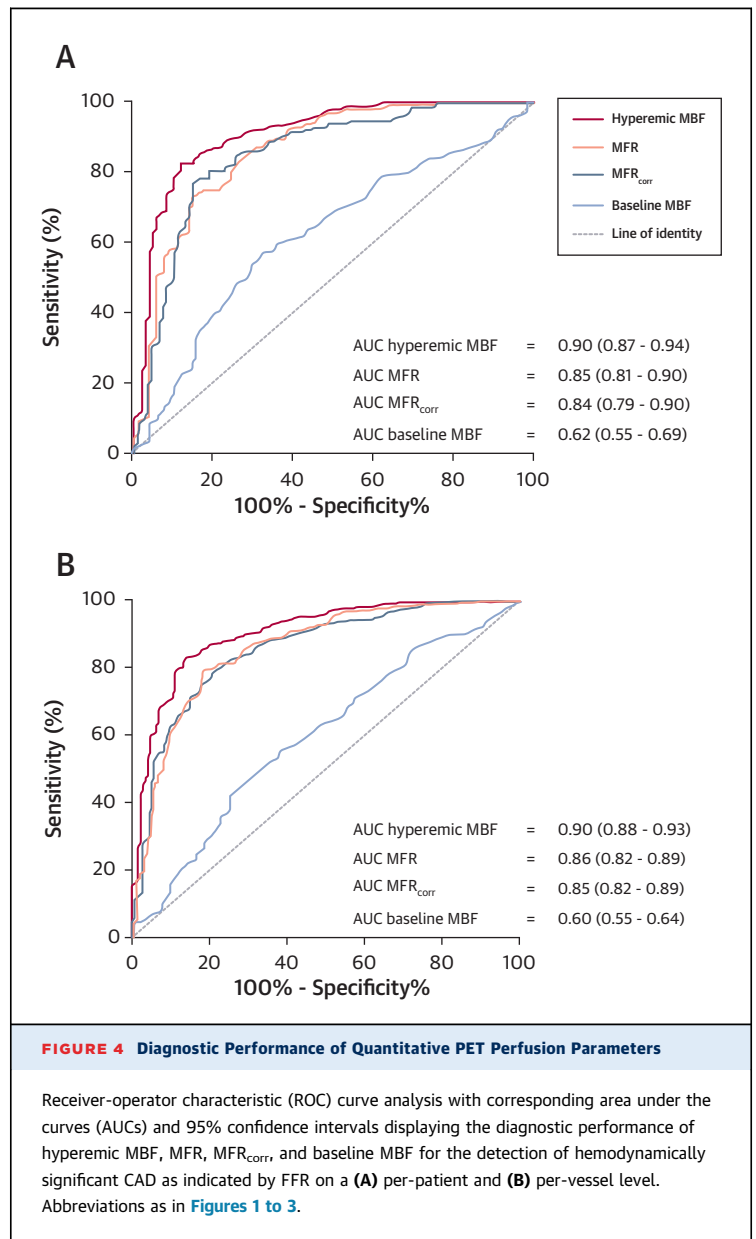 A
100
80
60
40
20
0
Sensitivity (%)
0 20 40 60 80 100
100% - Specificity%
Hyperemic MBF
MFR
MFRcorr
Baseline MBF
Line of identity
AUC hyperemic MBF = 0.90 (0.87 - 0.94)
AUC MFR = 0.85 (0.81 - 0.90)
AUC MFRcorr = 0.84 (0.79 - 0.90)
AUC baseline MBF = 0.62 (0.55 - 0.69)
B
100
80
60
40
20
0
Sensitivity (%)
0 20 40 60 80 100
100% - Specificity%
AUC hyperemic MBF = 0.90 (0.88 - 0.93)
AUC MFR = 0.86 (0.82 - 0.89)
AUC MFRcorr = 0.85 (0.82 - 0.89)
AUC baseline MBF = 0.60 (0.55 - 0.64)
FIGURE 4 Diagnostic Performance of Quantitative PET Perfusion Parameters
Receiver-operator characteristic (ROC) curve analysis with corresponding area under the
curves (AUCs) and 95% confidence intervals displaying the diagnostic performance of
hyperemic MBF, MFR, MFRcorr, and baseline MBF for the detection of hemodynamically
significant CAD as indicated by FFR on a (A) per-patient and (B) per-vessel level.
Abbreviations as in Figures 1 to 3.